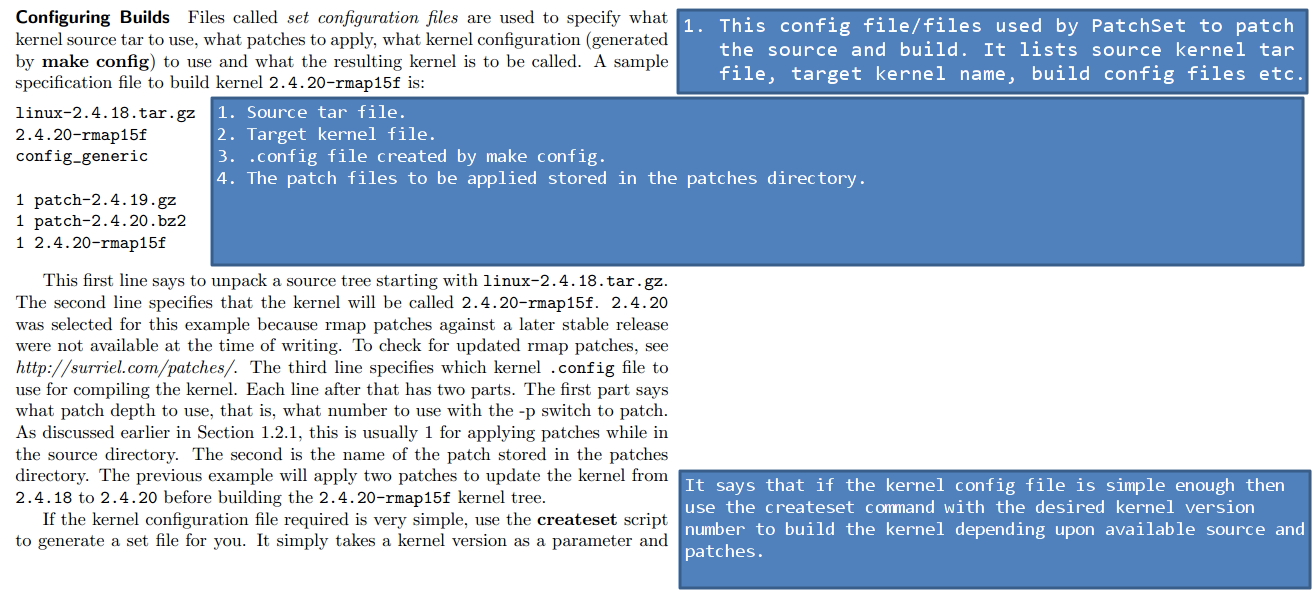 Configuring Builds Files called set configuration files are used to specify what
kernel source tar to use, what patches to apply, what kernel configuration (generated
by make config) to use and what the resulting kernel is to be called. A sample
specification file to build kernel 2.4.20-rmap15f is:
1. This config file/files used by PatchSet to patch
the source and build. It lists source kernel tar
file, target kernel name, build config files etc.
linux-2.4.18.tar.gz
2.4.20-rmap15f
config_generic
1 patch-2.4.19.gz
1 patch-2.4.20.bz2
1 2.4.20-rmap15f
1. Source tar file.
2. Target kernel file.
3. .config file created by make config.
4. The patch files to be applied stored in the patches directory.
This first line says to unpack a source tree starting with linux-2.4.18.tar.gz.
The second line specifies that the kernel will be called 2.4.20-rmap15f. 2.4.20
was selected for this example because rmap patches against a later stable release
were not available at the time of writing. To check for updated rmap patches, see
http://surriel.com/patches/. The third line specifies which kernel .config file to
use for compiling the kernel. Each line after that has two parts. The first part says
what patch depth to use, that is, what number to use with the -p switch to patch.
As discussed earlier in Section 1.2.1, this is usually 1 for applying patches while in
the source directory. The second is the name of the patch stored in the patches
directory. The previous example will apply two patches to update the kernel from
2.4.18 to 2.4.20 before building the 2.4.20-rmap15f kernel tree.
If the kernel configuration file required is very simple, use the createset script
to generate a set file for you. It simply takes a kernel version as a parameter and
It says that if the kernel config file is simple enough then
use the createset command with the desired kernel version
number to build the kernel depending upon available source and
patches.